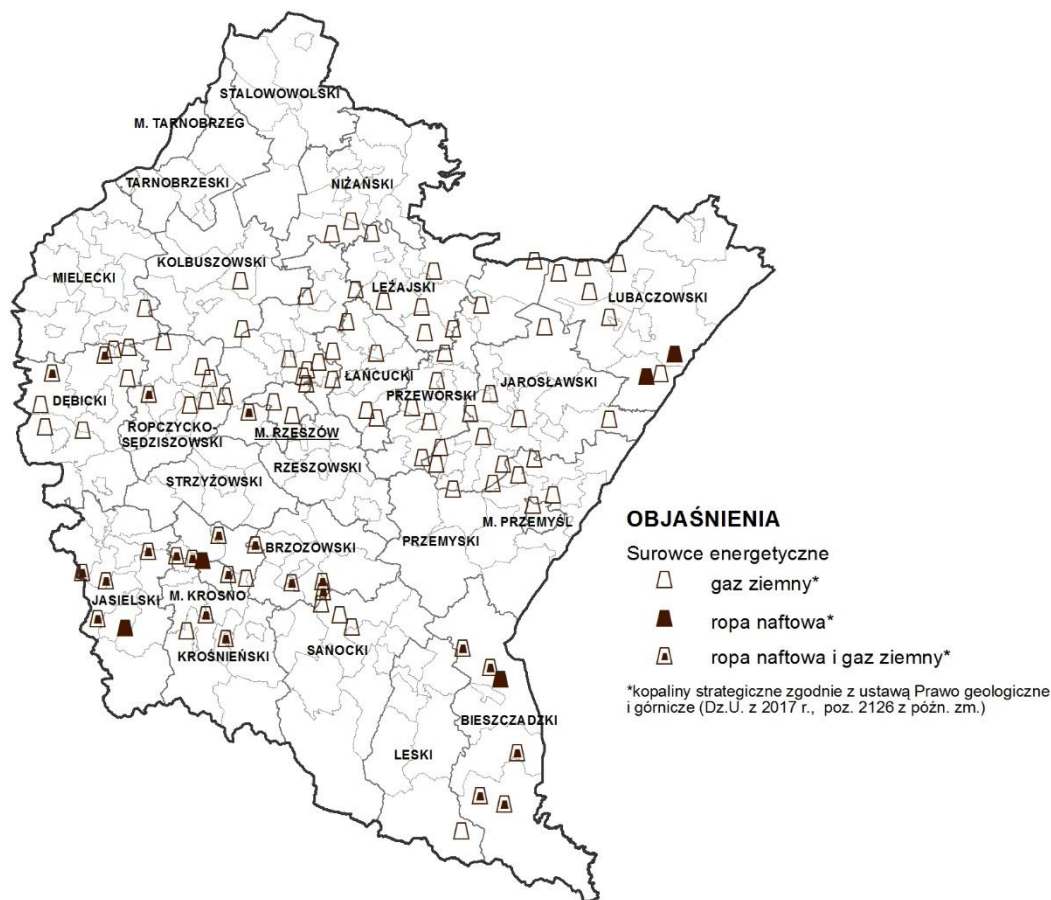 STALOWOWOLSKI
M. TARNOBRZEG
TARNOBRZESKI
NIŻAŃSKI
KOLBUSZOWSKI
MIELECKI
LEŻAJSKI
LUBACZOWSKI
ŁAŃCUCKI
JAROSŁAWSKI
DĘBICKI
PRZEWORSKI
ROPCZYCKO-
SĘDZISZOWSKI
M. RZESZÓW
RZESZOWSKI
STRZYŻOWSKI
M. PRZEMYŚL
PRZEMYSKI
BRZOZOWSKI
JASIELSKI
M. KROSNO
KROŚNIEŃSKI
SANOCKI
BIESZCZADZKI
LESKI
OBJAŚNIENIA
Surowce energetyczne
gaz ziemny*
ropa naftowa*
ropa naftowa i gaz ziemny*
*kopaliny strategiczne zgodnie z ustawą Prawo geologiczne
i górnicze (Dz.U. z 2017 r., poz. 2126 z późn. zm.)